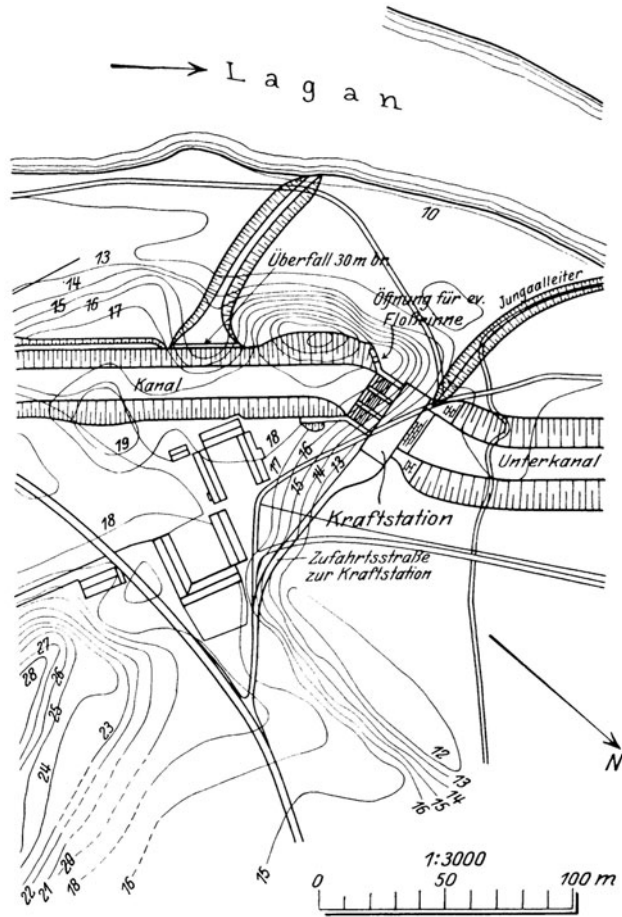 Lagan
10
13
14
15
16
17
Überfall 30 m br.
Öffnung für ev.
Floßrinne
Jungaalleiter
Kanal
19
18
17
16
15
14
13
Unterkanal
Kraftstation
18
Zufahrtsstraße
zur Kraftstation
27
28
26
25
24
23
22
21
20
18
16
15
12
13
14
15
16
N
1:3000
0 50 100 m